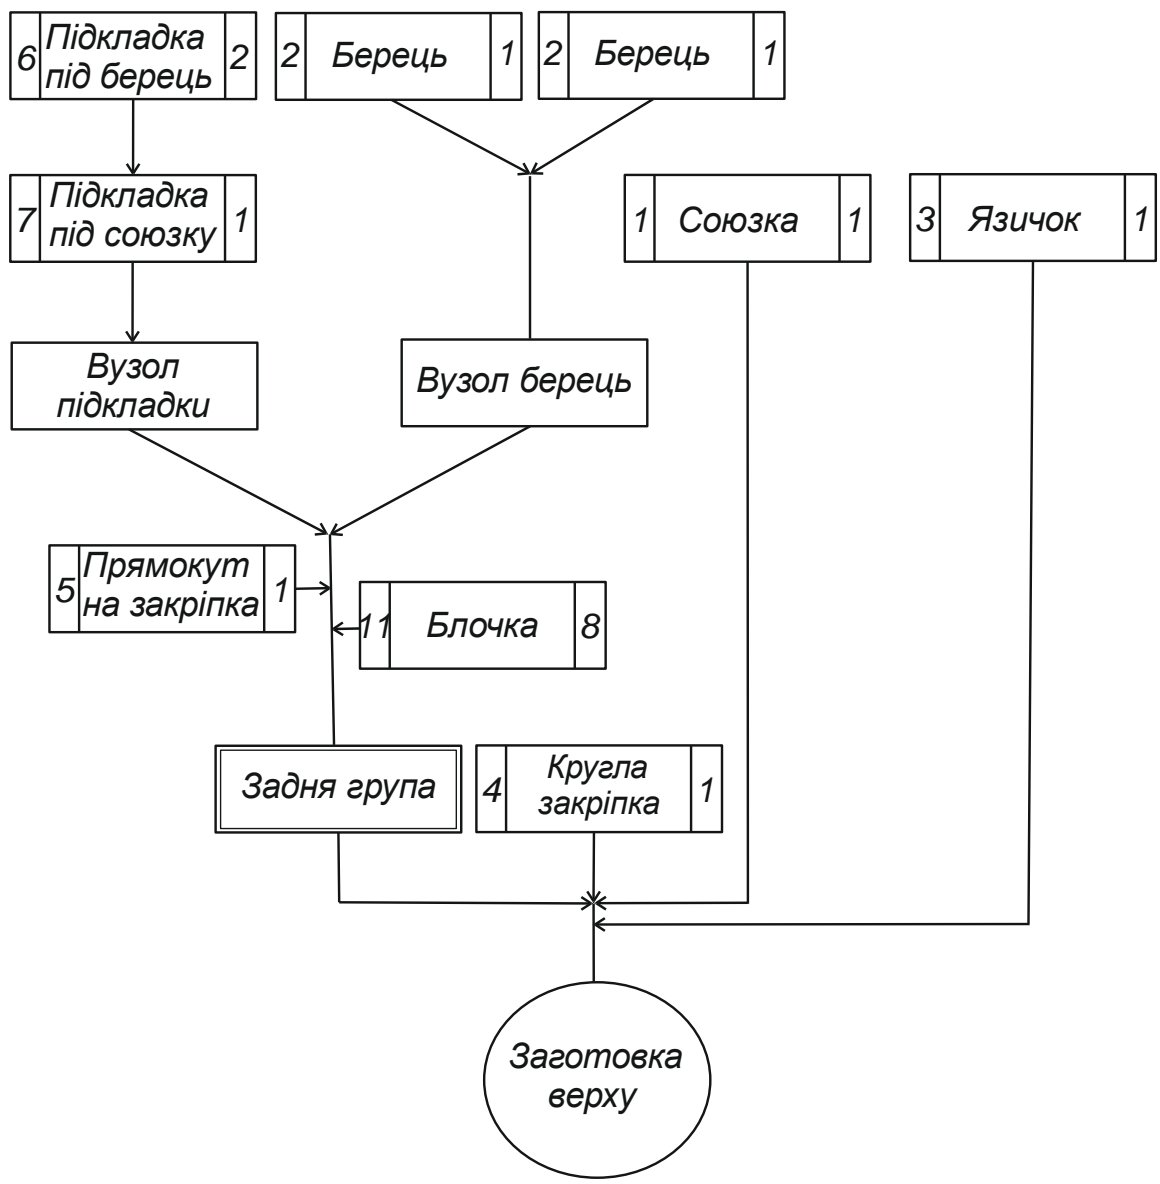 6 Підкладка під берець 2
2 Берець 1
2 Берець 1
7 Підкладка під союзку 1
1 Союзка 1
3 Язичок 1
Вузол
підкладки
Вузол берець
5 Прямокут на закріпка 1
11 Блочка 8
Задня група
4 Кругла закріпка 1
Заготовка
верху